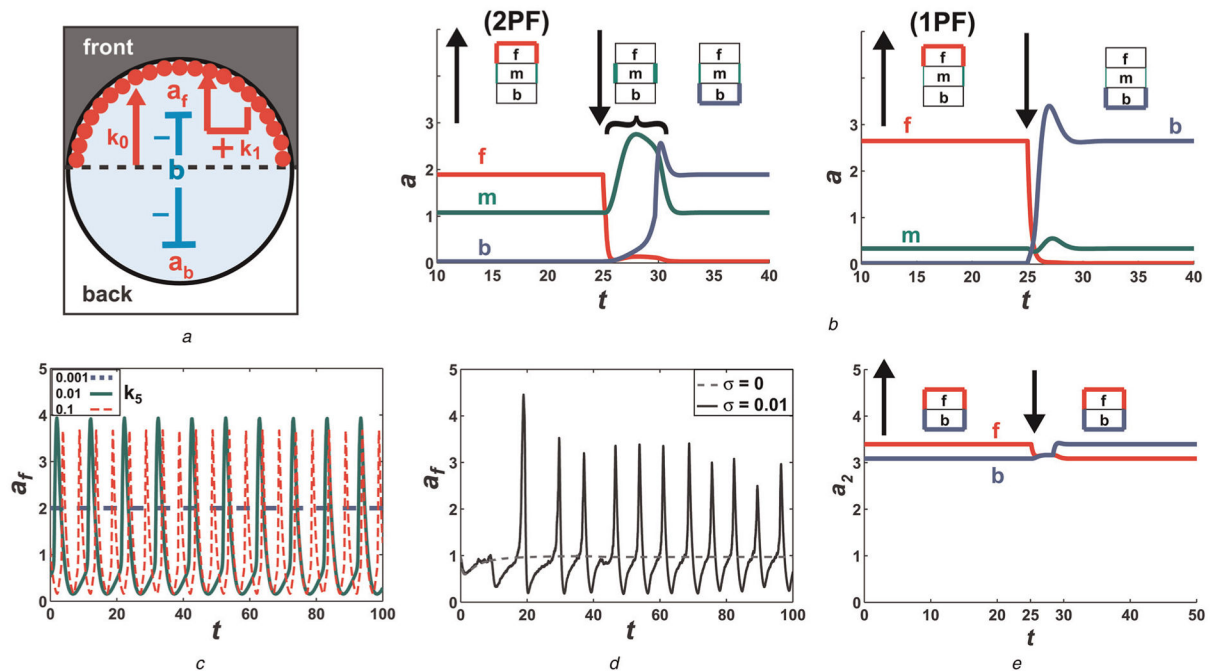 front
a_f
k_0
+ k_1
−
b
−
a_b
back
a
(2PF)
f
m
b
f
m
b
f
m
b
a
3
2
1
0
f
m
b
10 15 20 25 30 35 40
t
(1PF)
f
m
b
f
m
b
a
3
2
1
0
f
m
b
10 15 20 25 30 35 40
t
b
a_f
5
4
3
2
1
0
0.001
0.01
0.1
k_5
0 20 40 60 80 100
t
c
a_f
5
4
3
2
1
0
σ = 0
σ = 0.01
0 20 40 60 80 100
t
d
a_2
5
4
3
2
1
0
f
b
f
b
f
b
0 10 20 25 30 40 50
t
e